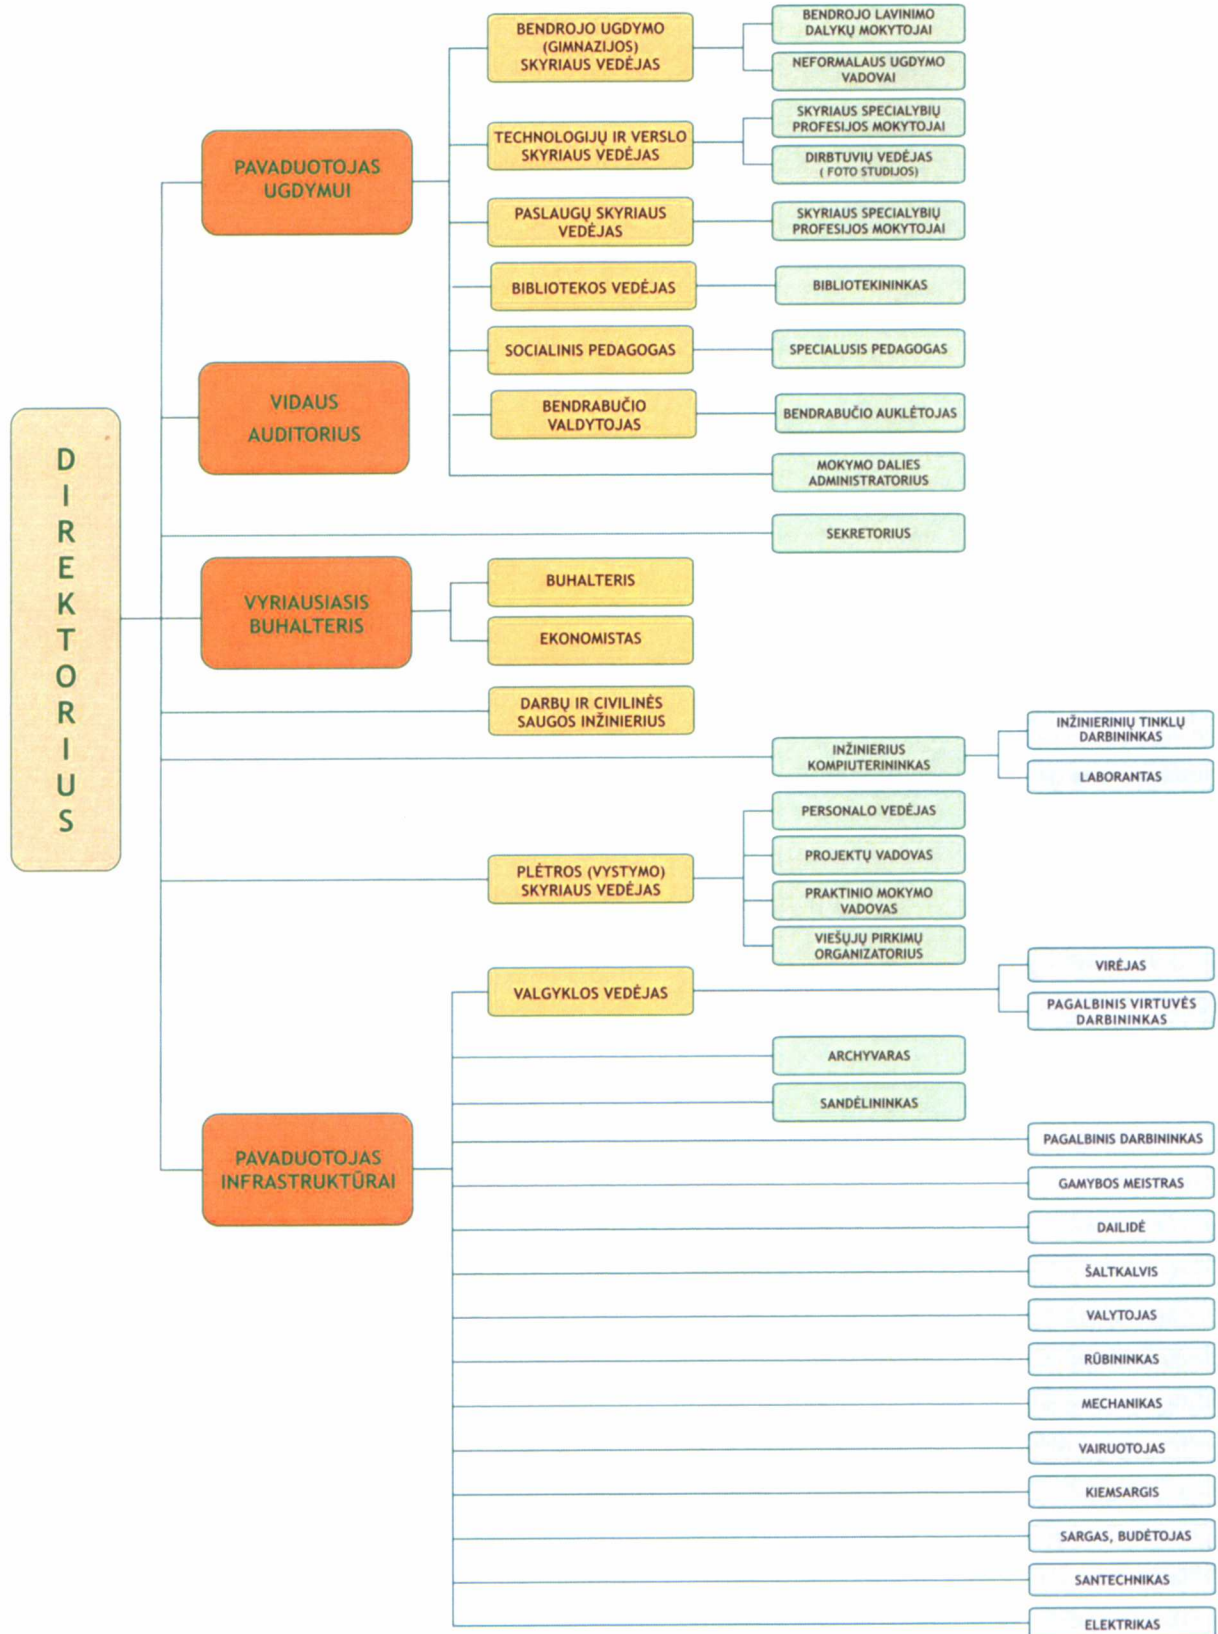 DIREKTORIUS
PAVADUOTOJAS
UGDYMUI
BENDROJO UGDYMO
(GIMNAZIJOS)
SKYRIAUS VEDĖJAS
BENDROJO LAVINIMO
DALYKŲ MOKYTOJAI
NEFORMALAUS UGDYMO
VADOVAI
TECHNOLOGIJŲ IR VERSLO
SKYRIAUS VEDĖJAS
SKYRIAUS SPECIALYBIŲ
PROFESIJOS MOKYTOJAI
DIRBTUVIŲ VEDĖJAS
( FOTO STUDIJOS)
PASLAUGŲ SKYRIAUS
VEDĖJAS
SKYRIAUS SPECIALYBIŲ
PROFESIJOS MOKYTOJAI
BIBLIOTEKOS VEDĖJAS
BIBLIOTEKININKAS
SOCIALINIS PEDAGOGAS
SPECIALUSIS PEDAGOGAS
BENDRABUČIO
VALDYTOJAS
BENDRABUČIO AUKLĖTOJAS
MOKYMO DALIES
ADMINISTRATORIUS
VIDAUS
AUDITORIUS
SEKRETORIUS
VYRIAUSIASIS
BUHALTERIS
BUHALTERIS
EKONOMISTAS
DARBŲ IR CIVILINĖS
SAUGOS INŽINIERIUS
INŽINIERIUS
KOMPIUTERININKAS
INŽINIERINIŲ TINKLŲ
DARBININKAS
LABORANTAS
PLĖTROS (VYSTYMO)
SKYRIAUS VEDĖJAS
PERSONALO VEDĖJAS
PROJEKTŲ VADOVAS
PRAKTINIO MOKYMO
VADOVAS
VIEŠŲJŲ PIRKIMŲ
ORGANIZATORIUS
PAVADUOTOJAS
INFRASTRUKTŪRAI
VALGYKLOS VEDĖJAS
VIRĖJAS
PAGALBINIS VIRTUVĖS
DARBININKAS
ARCHYVARAS
SANDĖLININKAS
PAGALBINIS DARBININKAS
GAMYBOS MEISTRAS
DAILIDĖ
ŠALTKALVIS
VALYTOJAS
RŪBININKAS
MECHANIKAS
VAIRUOTOJAS
KIEMSARGIS
SARGAS, BUDĖTOJAS
SANTECHNIKAS
ELEKTRIKAS